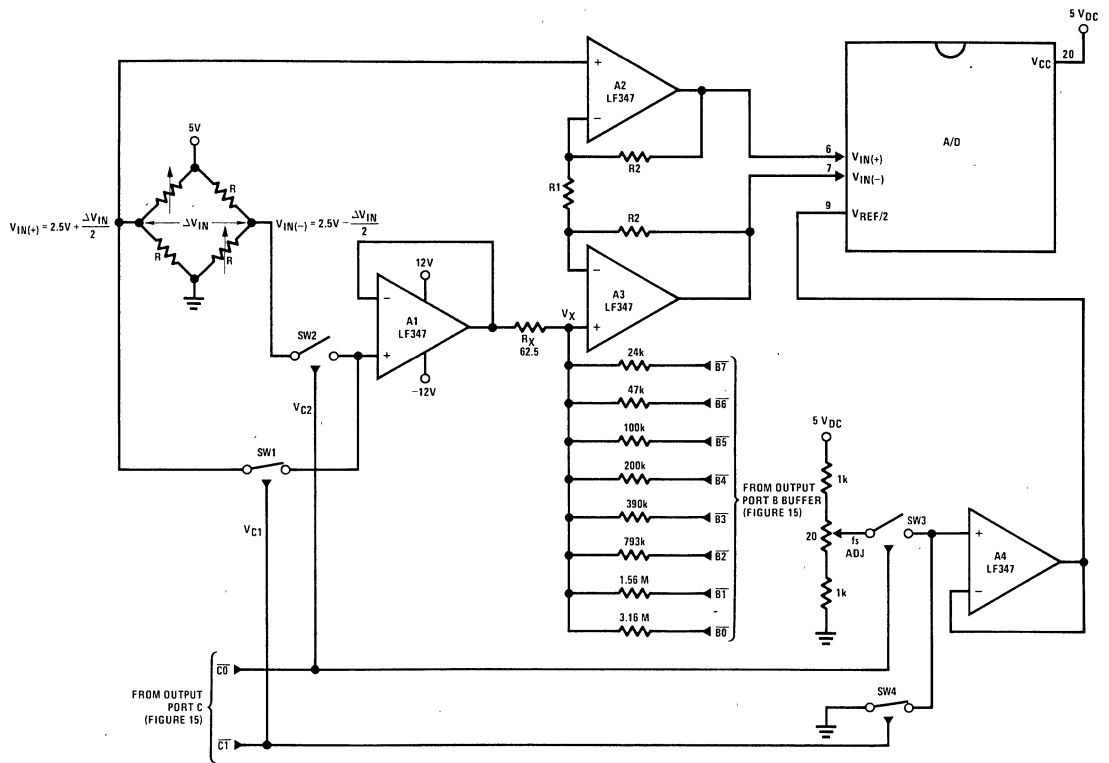 5 VDC
20
VCC
A/D
+
A2
LF347
−
R2
R1
R2
−
A3
LF347
+
6
VIN(+)
7
VIN(−)
9
VREF/2
5V
R
ΔVIN
R
R
VIN(+) = 2.5V + ΔVIN/2
VIN(−) = 2.5V − ΔVIN/2
SW2
12V
−
A1
LF347
+
−12V
RX
62.5
VX
VC2
SW1
VC1
24k
B7
47k
B6
100k
B5
200k
B4
390k
B3
793k
B2
1.56 M
B1
3.16 M
B0
FROM OUTPUT
PORT B BUFFER
(FIGURE 15)
5 VDC
1k
20
fs
ADJ
1k
SW3
+
A4
LF347
−
SW4
FROM OUTPUT
PORT C
(FIGURE 15)
C0
C1